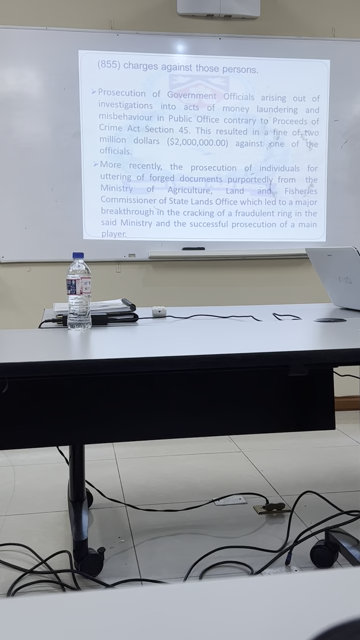 (855) charges against those persons.
➢Prosecution of Government Officials arising out of
investigations into acts of money laundering and
misbehaviour in Public Office contrary to Proceeds of
Crime Act Section 45. This resulted in a fine of two
million dollars ($2,000,000.00) against one of the
officials.
➢More recently, the prosecution of individuals for
uttering of forged documents purportedly from the
Ministry of Agriculture, Land and Fisheries
Commissioner of State Lands Office which led to a major
breakthrough in the cracking of a fraudulent ring in the
said Ministry and the successful prosecution of a main
player.